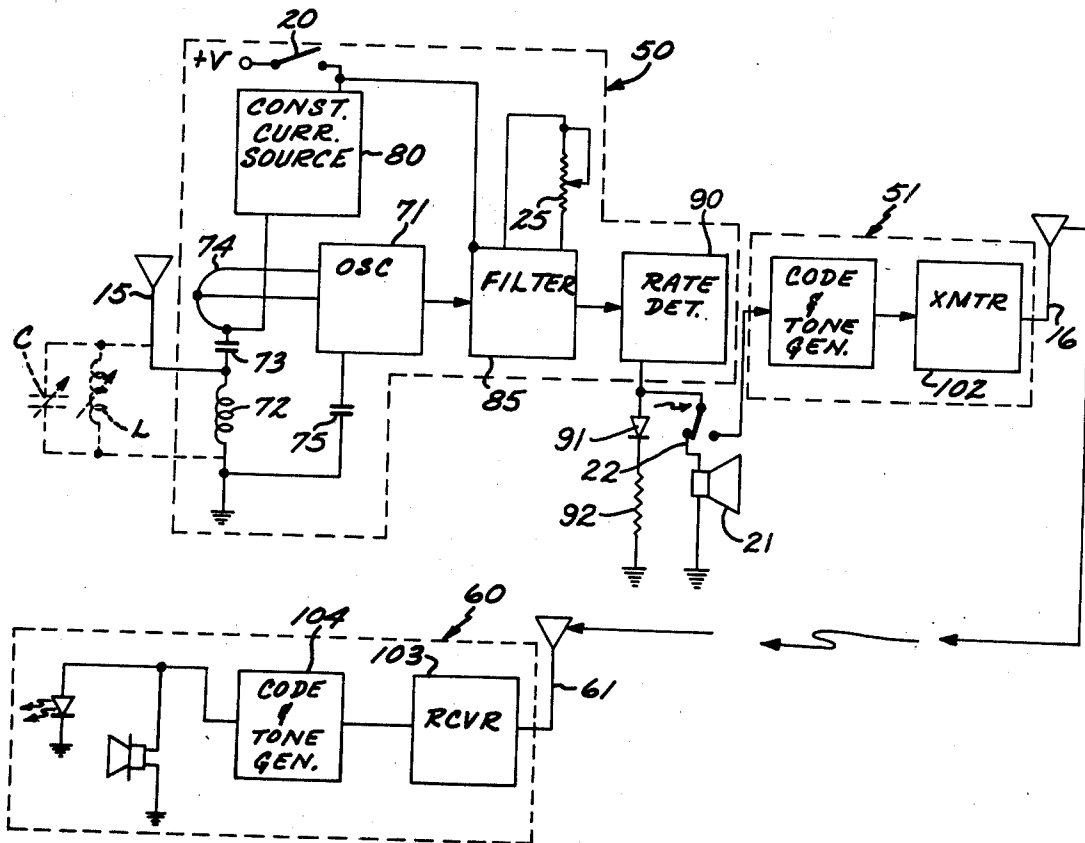 20
+V
50
CONST.
CURR.
SOURCE
80
25
71
90
51
74
OSC
FILTER
RATE
DET.
CODE
&
TONE
GEN.
XMTR
15
16
C
73
102
L
72
75
85
91
22
92
21
60
104
103
CODE
&
TONE
GEN.
RCVR
61